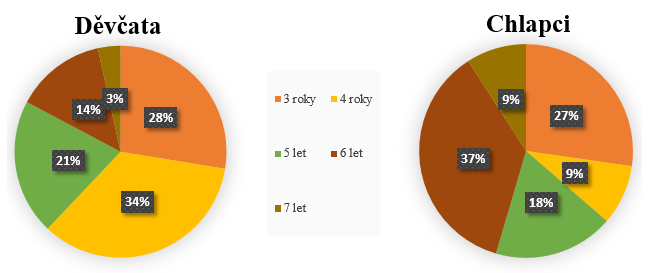 Děvčata
28%
34%
21%
14%
3%
3 roky 4 roky
5 let 6 let
7 let
Chlapci
27%
9%
18%
37%
9%